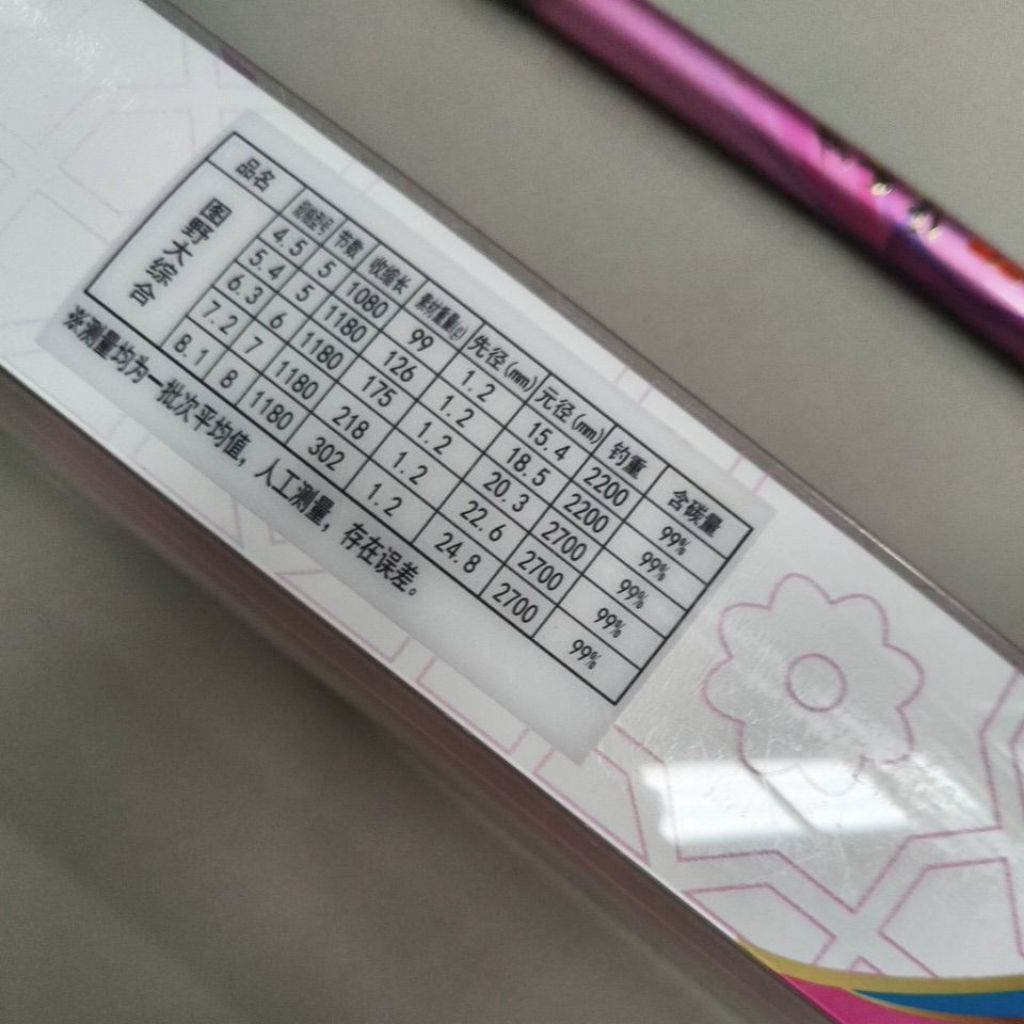 品名 规格型号 节数 收缩长 素材重量(g) 先径(mm) 元径(mm) 钓重 含碳量
图野大综合
4.5 5 1080 99 1.2 15.4 2200 99%
5.4 5 1180 126 1.2 18.5 2200 99%
6.3 6 1180 175 1.2 20.3 2700 99%
7.2 7 1180 218 1.2 22.6 2700 99%
8.1 8 1180 302 1.2 24.8 2700 99%
※测量均为一批次平均值，人工测量，存在误差。